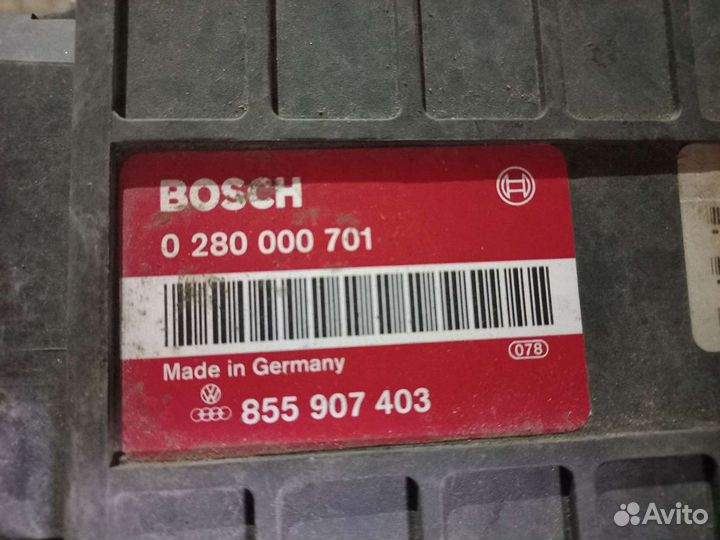 BOSCH
0 280 000 701
Made in Germany
078
855 907 403
Avito